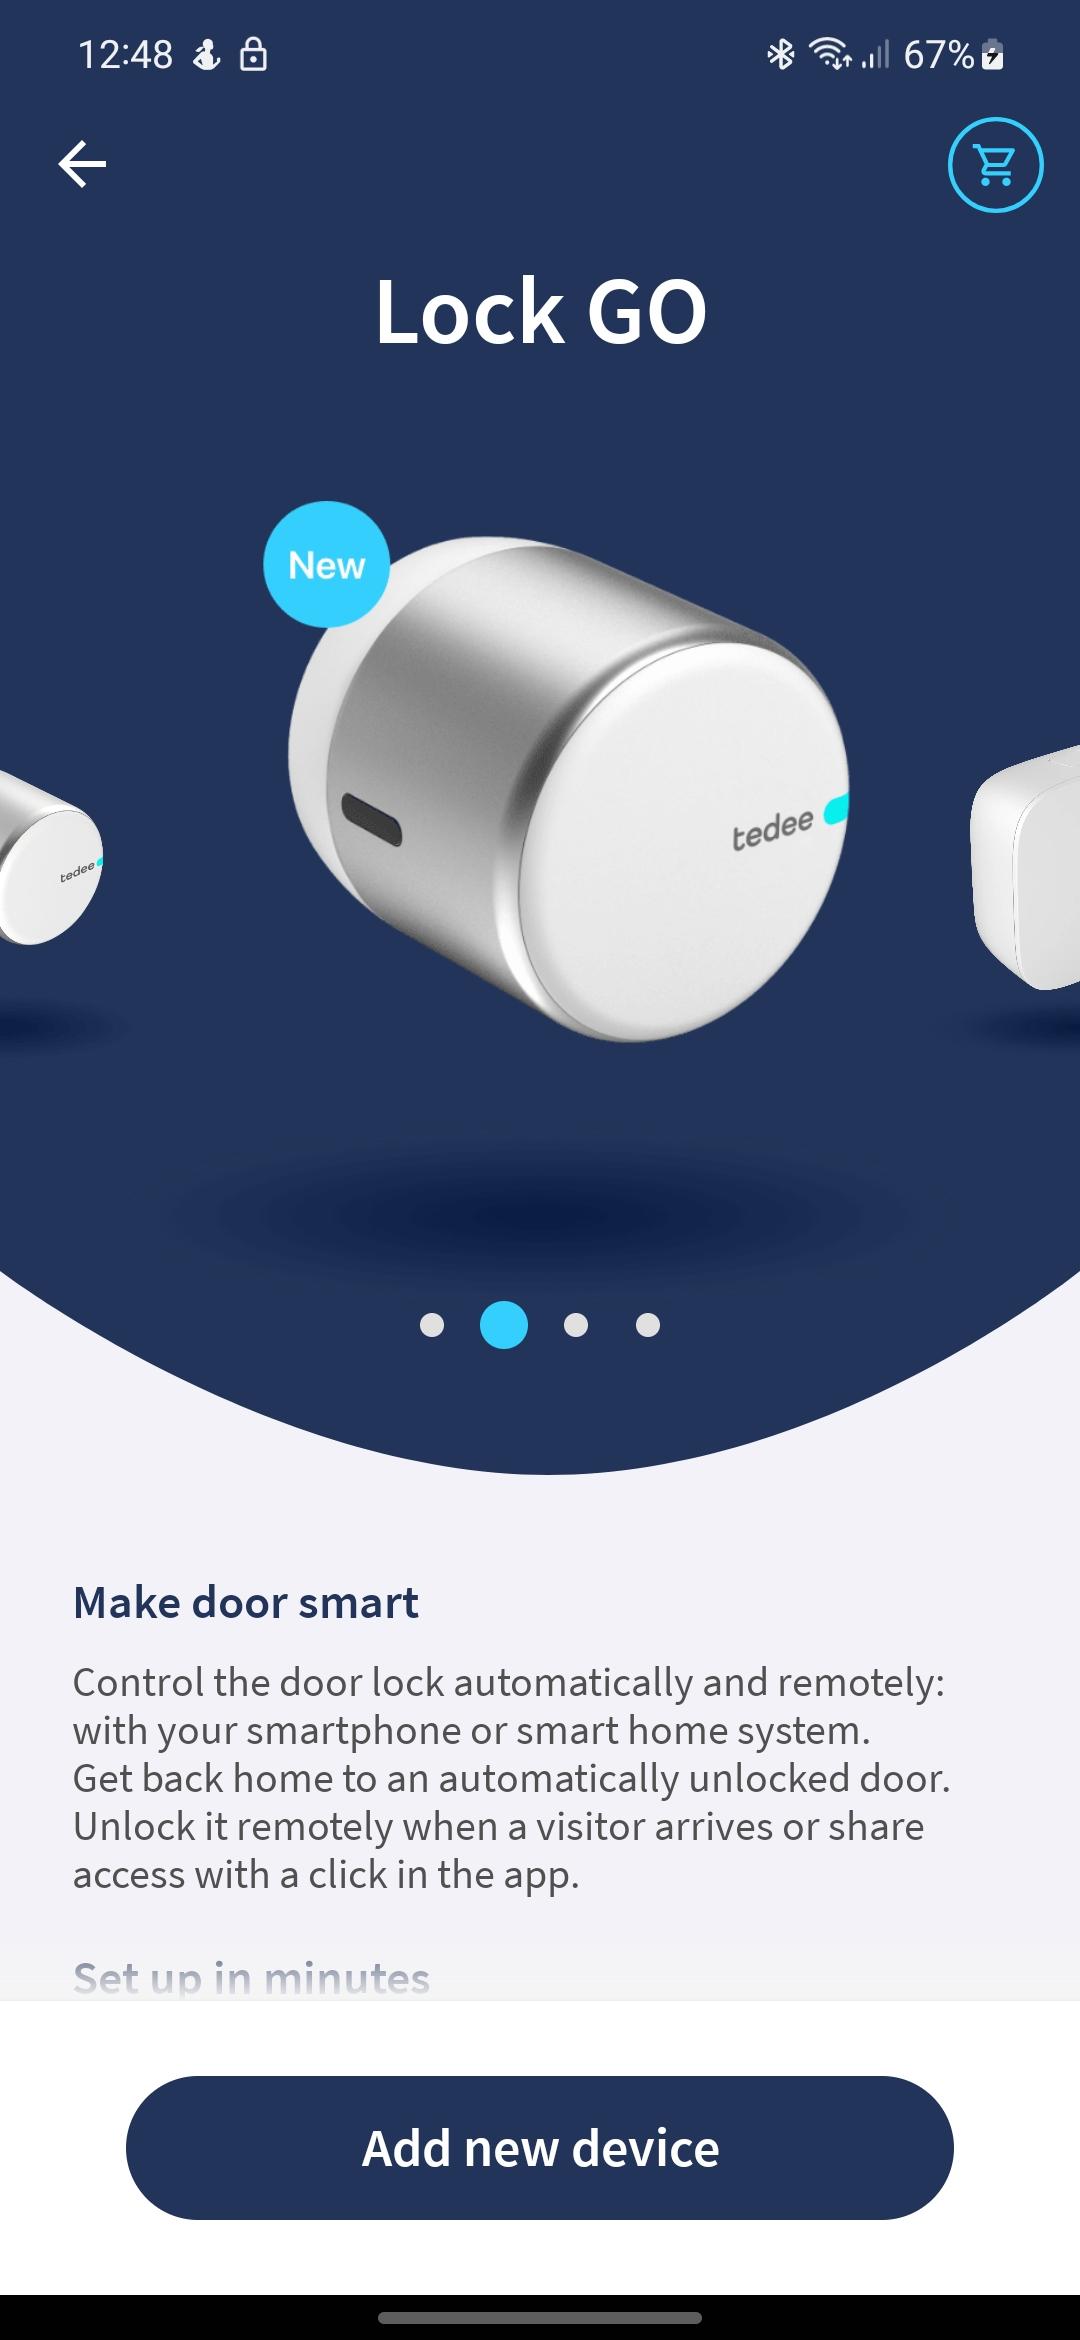 12:48
67%
Lock GO
New
tedee
tedee
Make door smart
Control the door lock automatically and remotely:
with your smartphone or smart home system.
Get back home to an automatically unlocked door.
Unlock it remotely when a visitor arrives or share
access with a click in the app.
Set up in minutes
Add new device